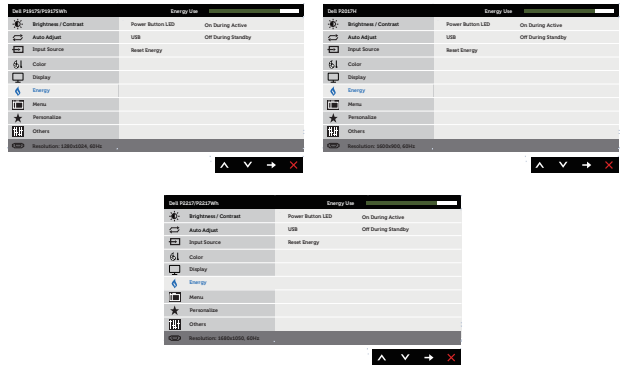 Dell P1917S/P1917SWh Energy Use
Brightness / Contrast Power Button LED On During Active
Auto Adjust USB Off During Standby
Input Source Reset Energy
Color
Display
Energy
Menu
Personalize
Others
Resolution: 1280x1024, 60Hz
Dell P2017H Energy Use
Brightness / Contrast Power Button LED On During Active
Auto Adjust USB Off During Standby
Input Source Reset Energy
Color
Display
Energy
Menu
Personalize
Others
Resolution: 1600x900, 60Hz
Dell P2217/P2217Wh Energy Use
Brightness / Contrast Power Button LED On During Active
Auto Adjust USB Off During Standby
Input Source Reset Energy
Color
Display
Energy
Menu
Personalize
Others
Resolution: 1680x1050, 60Hz